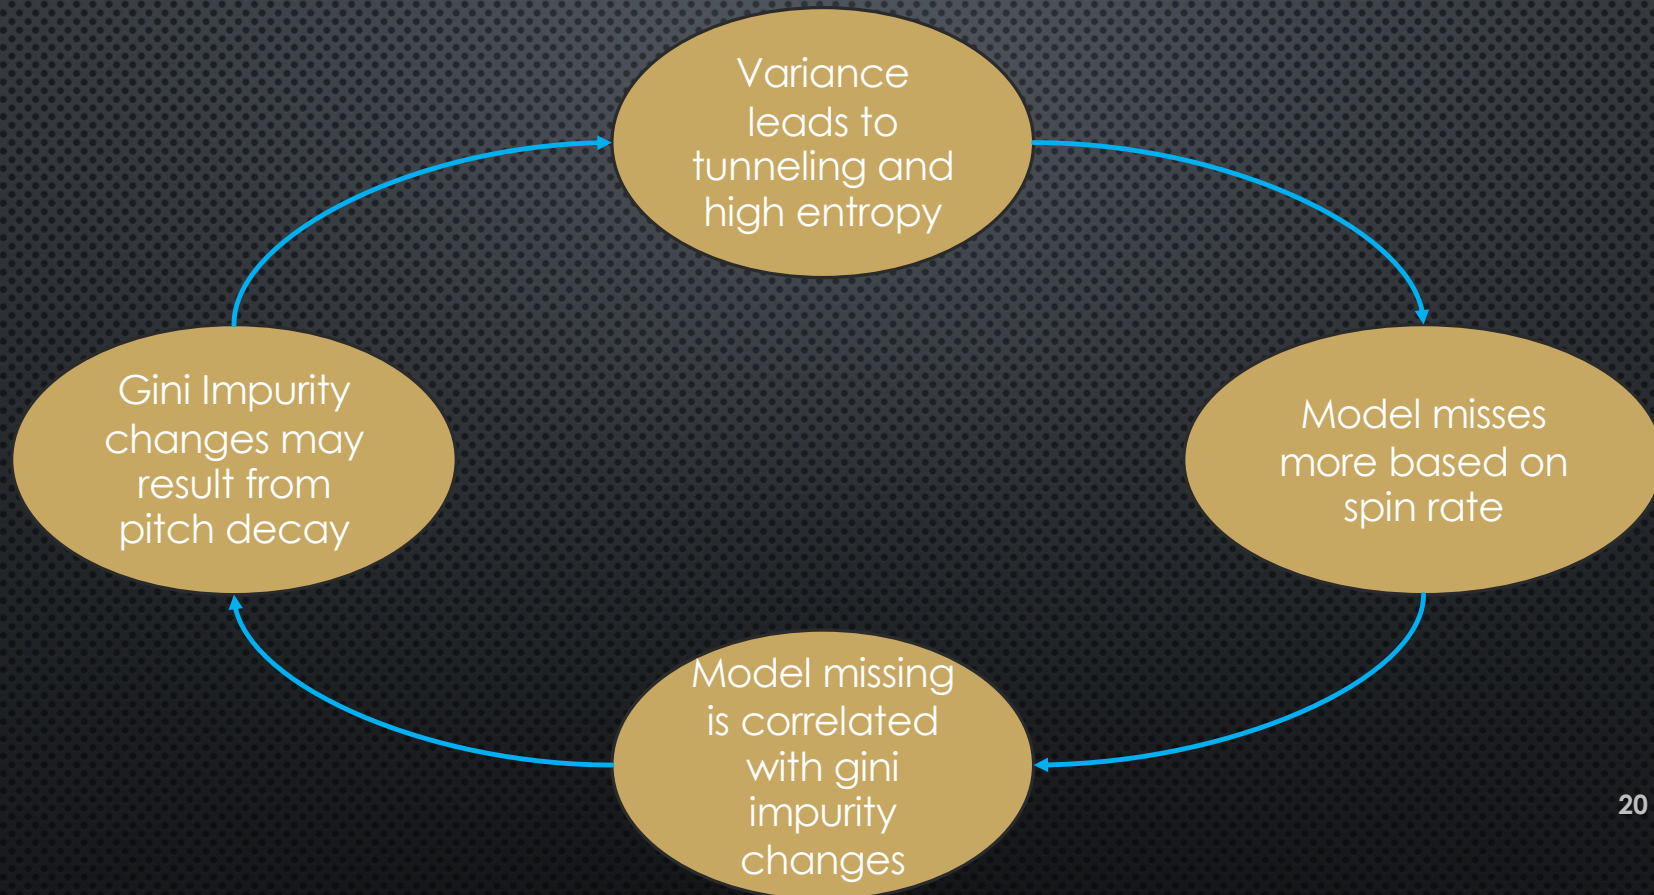 Variance
leads to
tunneling and
high entropy
Gini Impurity
changes may
result from
pitch decay
Model misses
more based on
spin rate
Model missing
is correlated
with gini
impurity
changes
20